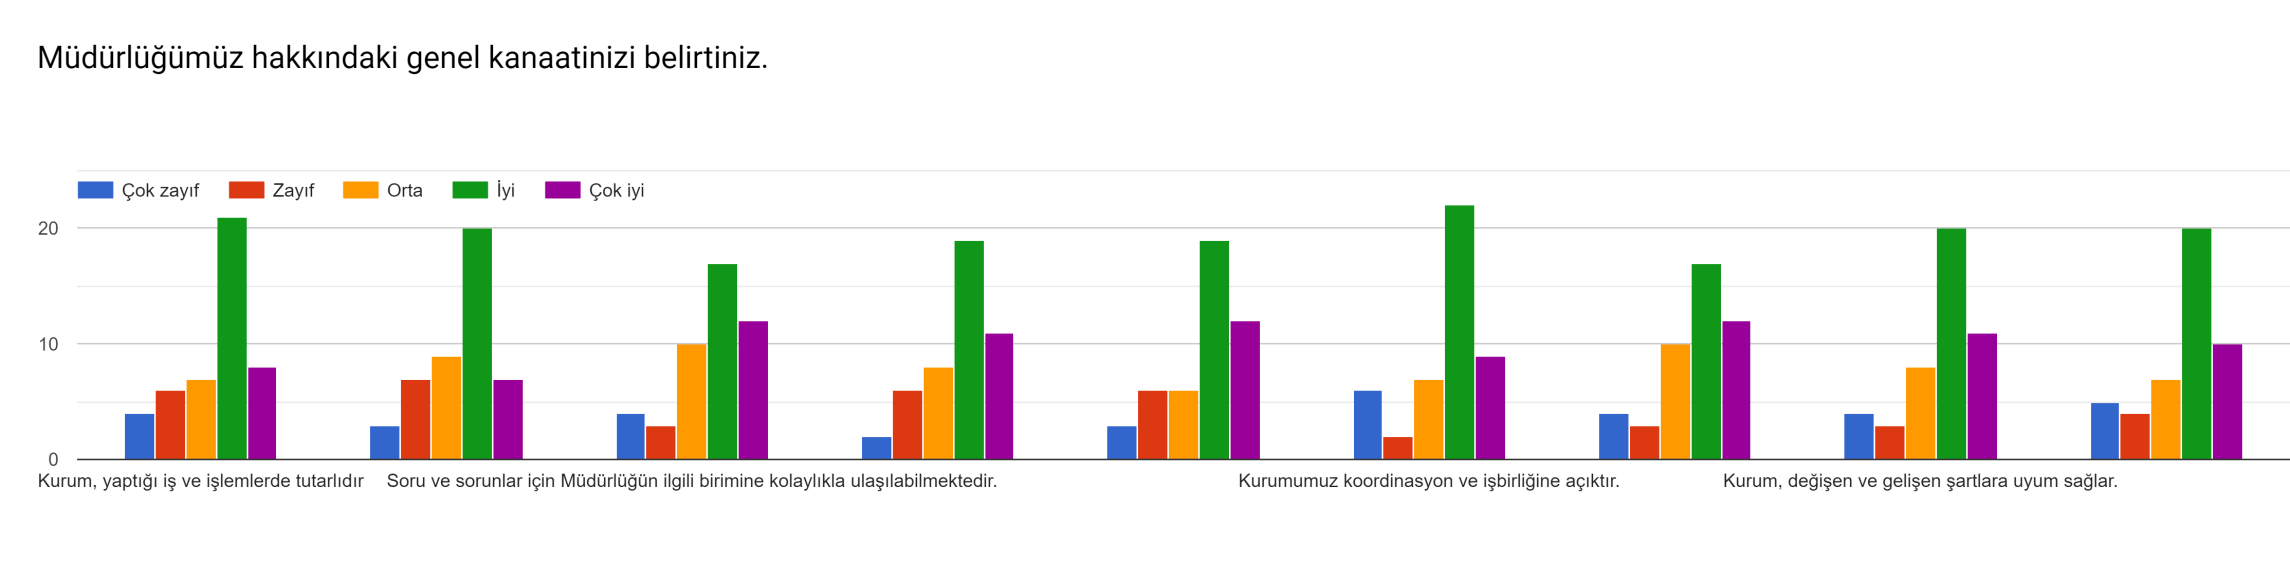 Müdürlüğümüz hakkındaki genel kanaatinizi belirtiniz.
Çok zayıf Zayıf Orta İyi Çok iyi
20
10
0
Kurum, yaptığı iş ve işlemlerde tutarlıdır Soru ve sorunlar için Müdürlüğün ilgili birimine kolaylıkla ulaşılabilmektedir. Kurumumuz koordinasyon ve işbirliğine açıktır. Kurum, değişen ve gelişen şartlara uyum sağlar.